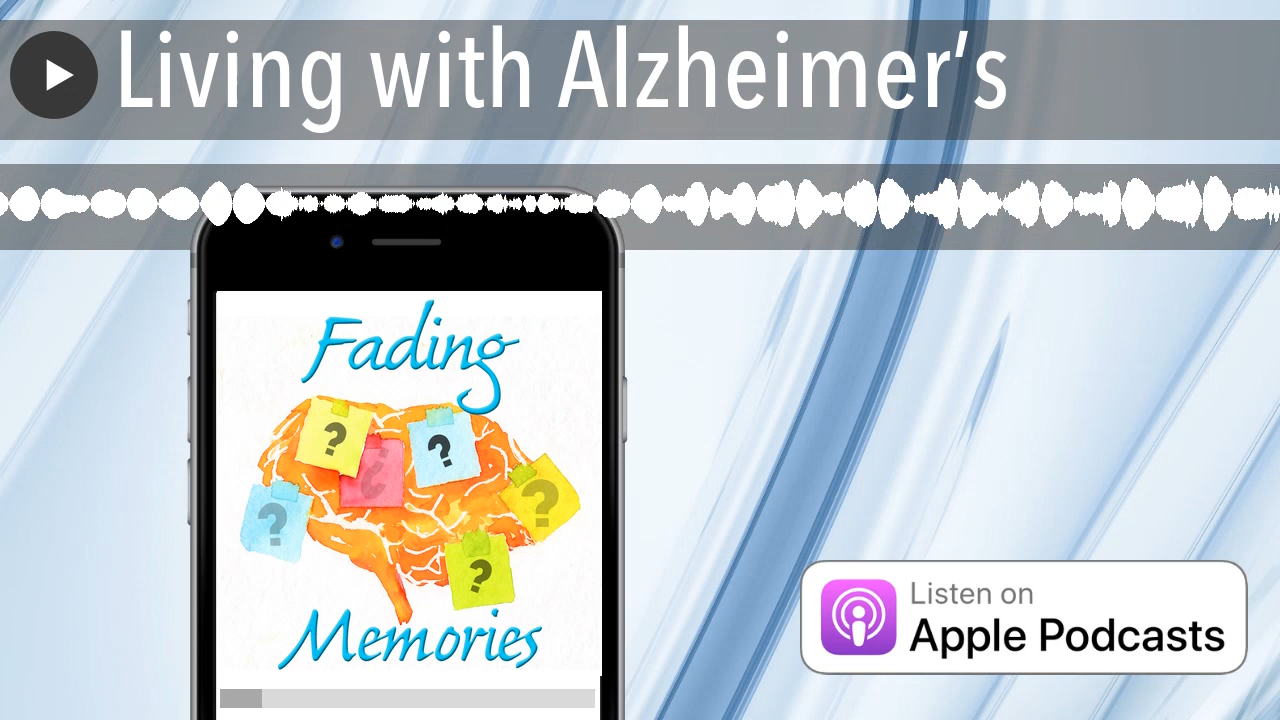 Living with Alzheimer’s
Fading
?
?
?
?
?
?
Memories
Listen on
Apple Podcasts